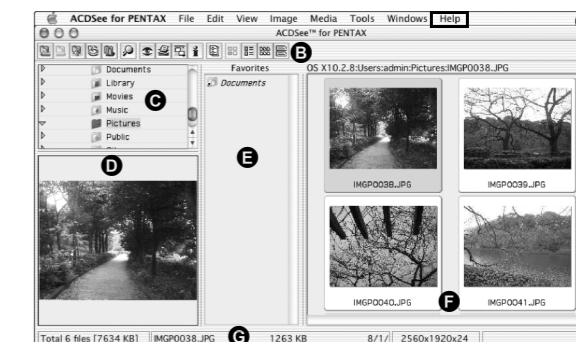 ACDSee for PENTAX File Edit View Image Media Tools Windows Help
ACDSee™ for PENTAX
B
Documents
Library
Movies
Music
Pictures
Public
C
Favorites
Documents
OS X10.2.8:Users:admin:Pictures:IMGP0038.JPG
D
E
IMGP0038.JPG
IMGP0039.JPG
IMGP0040.JPG
IMGP0041.JPG
F
Total 6 files [7634 KB] IMGP0038.JPG G 1263 KB 8/1/ 2560x1920x24